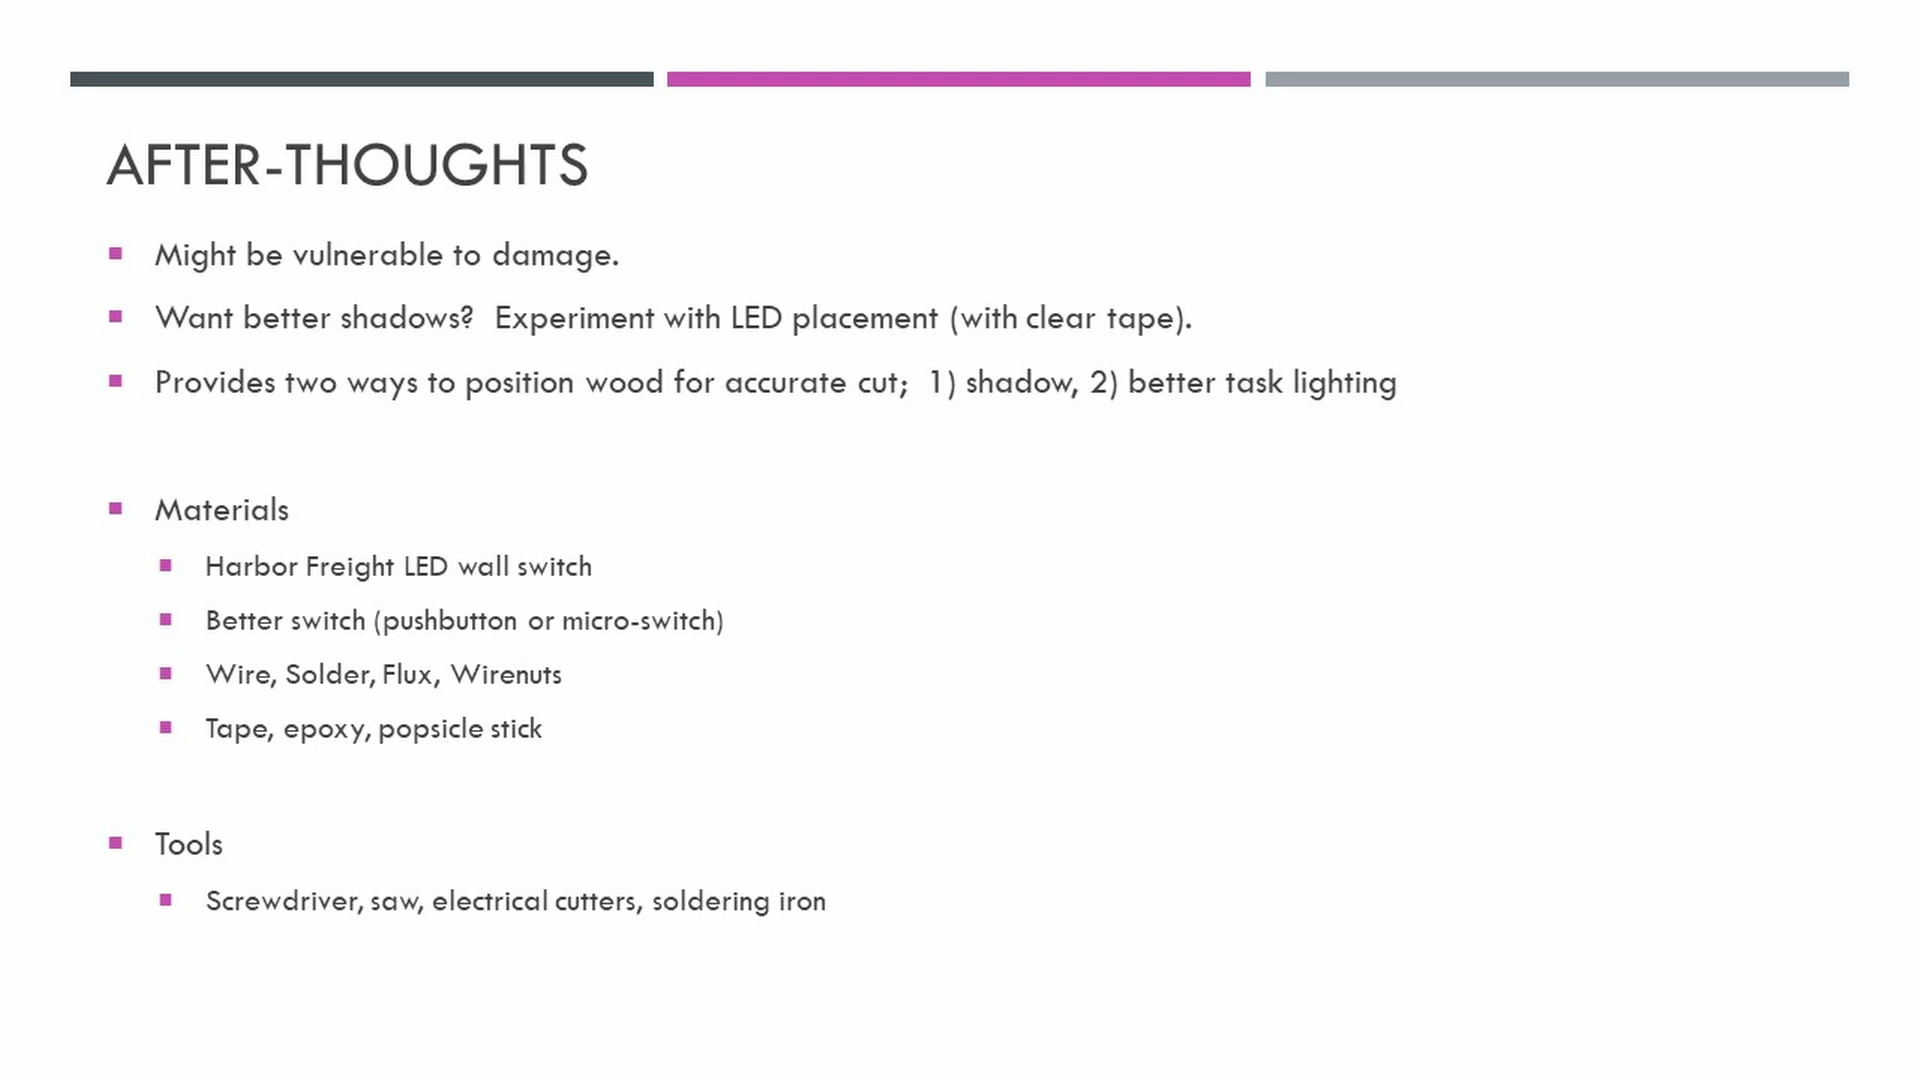 AFTER-THOUGHTS
Might be vulnerable to damage.
Want better shadows?  Experiment with LED placement (with clear tape).
Provides two ways to position wood for accurate cut;  1) shadow, 2) better task lighting
Materials
Harbor Freight LED wall switch
Better switch (pushbutton or micro-switch)
Wire, Solder, Flux, Wirenuts
Tape, epoxy, popsicle stick
Tools
Screwdriver, saw, electrical cutters, soldering iron